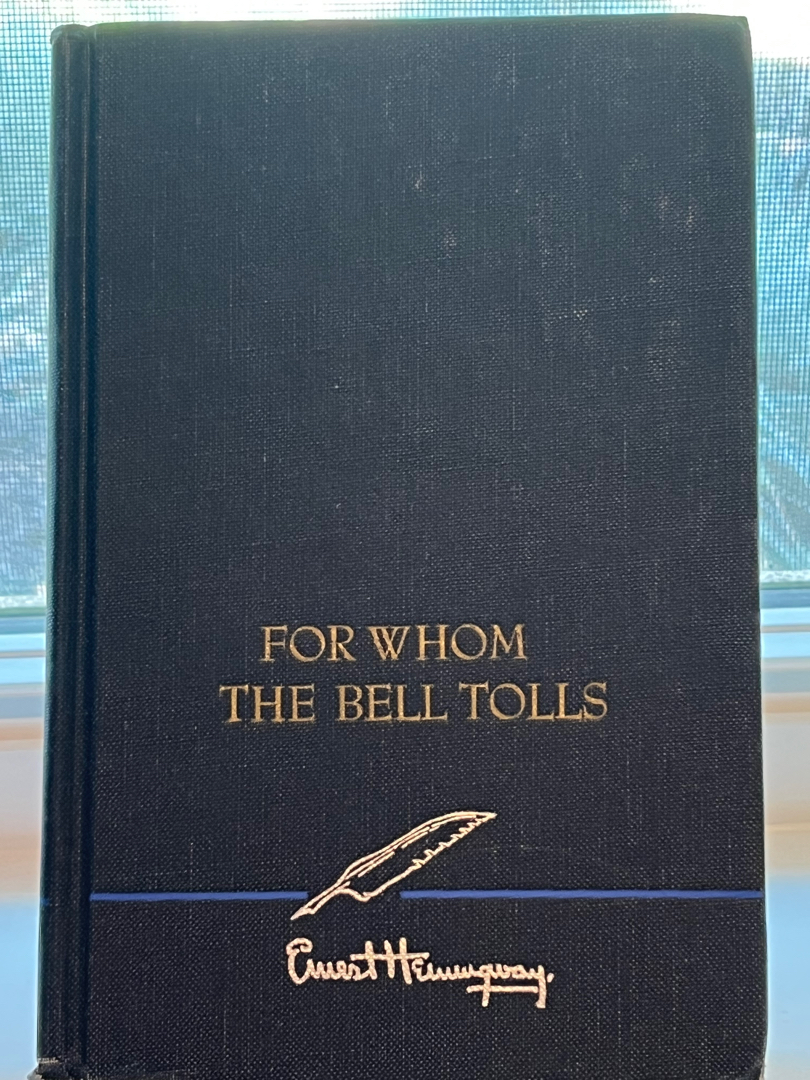 FOR WHOM
THE BELL TOLLS
Ernest Hemingway.